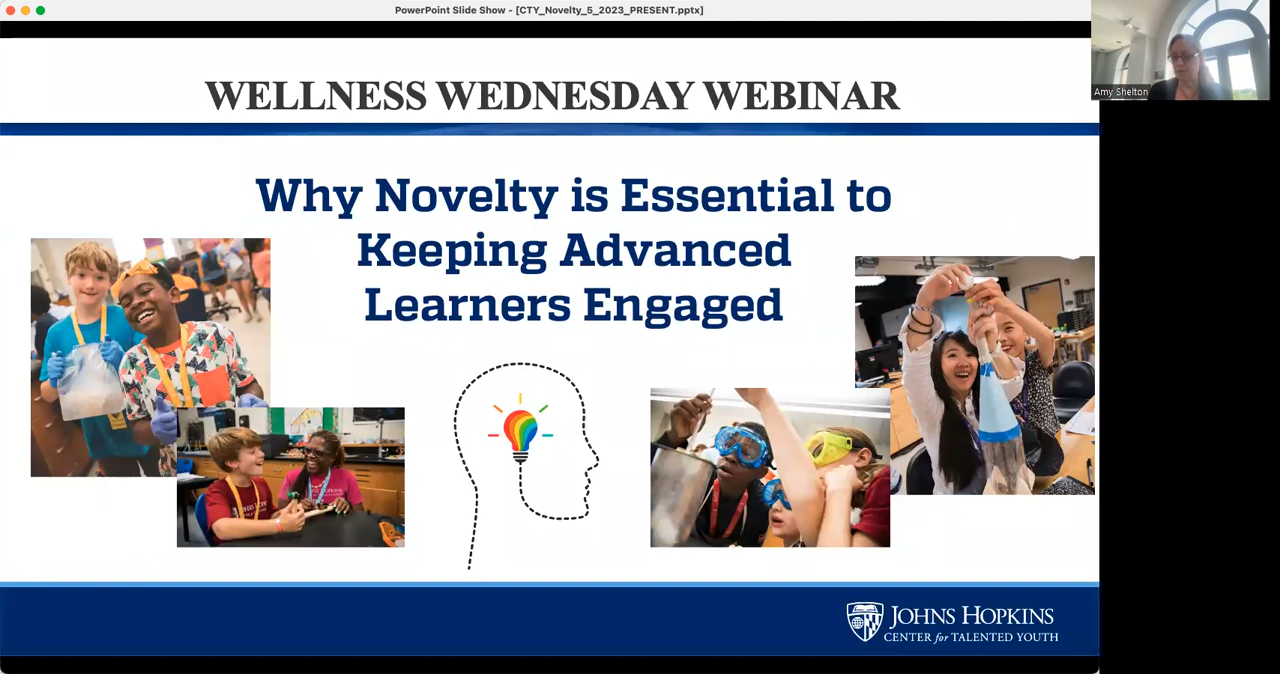 PowerPoint Slide Show - [CTY_Novelty_5_2023_PRESENT.pptx]
Amy Shelton
WELLNESS WEDNESDAY WEBINAR
Why Novelty is Essential to
Keeping Advanced
Learners Engaged
JOHNS HOPKINS
CENTER for TALENTED YOUTH